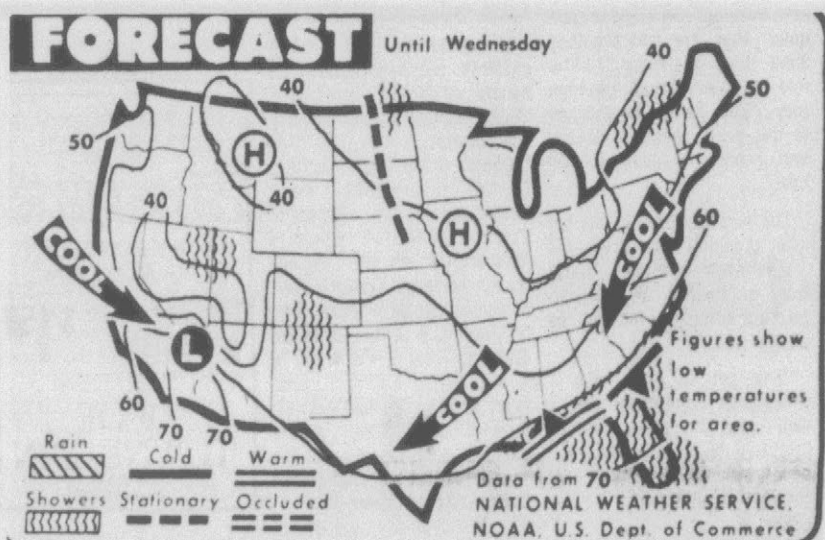 FORECAST
Until Wednesday
40
40
50
50
H
40
40
H
60
COOL
COOL
L
COOL
Figures show
low
temperatures
for area.
60
70
70
Rain
Cold
Warm
Showers
Stationary
Occluded
Data from 70
NATIONAL WEATHER SERVICE,
NOAA, U.S. Dept. of Commerce